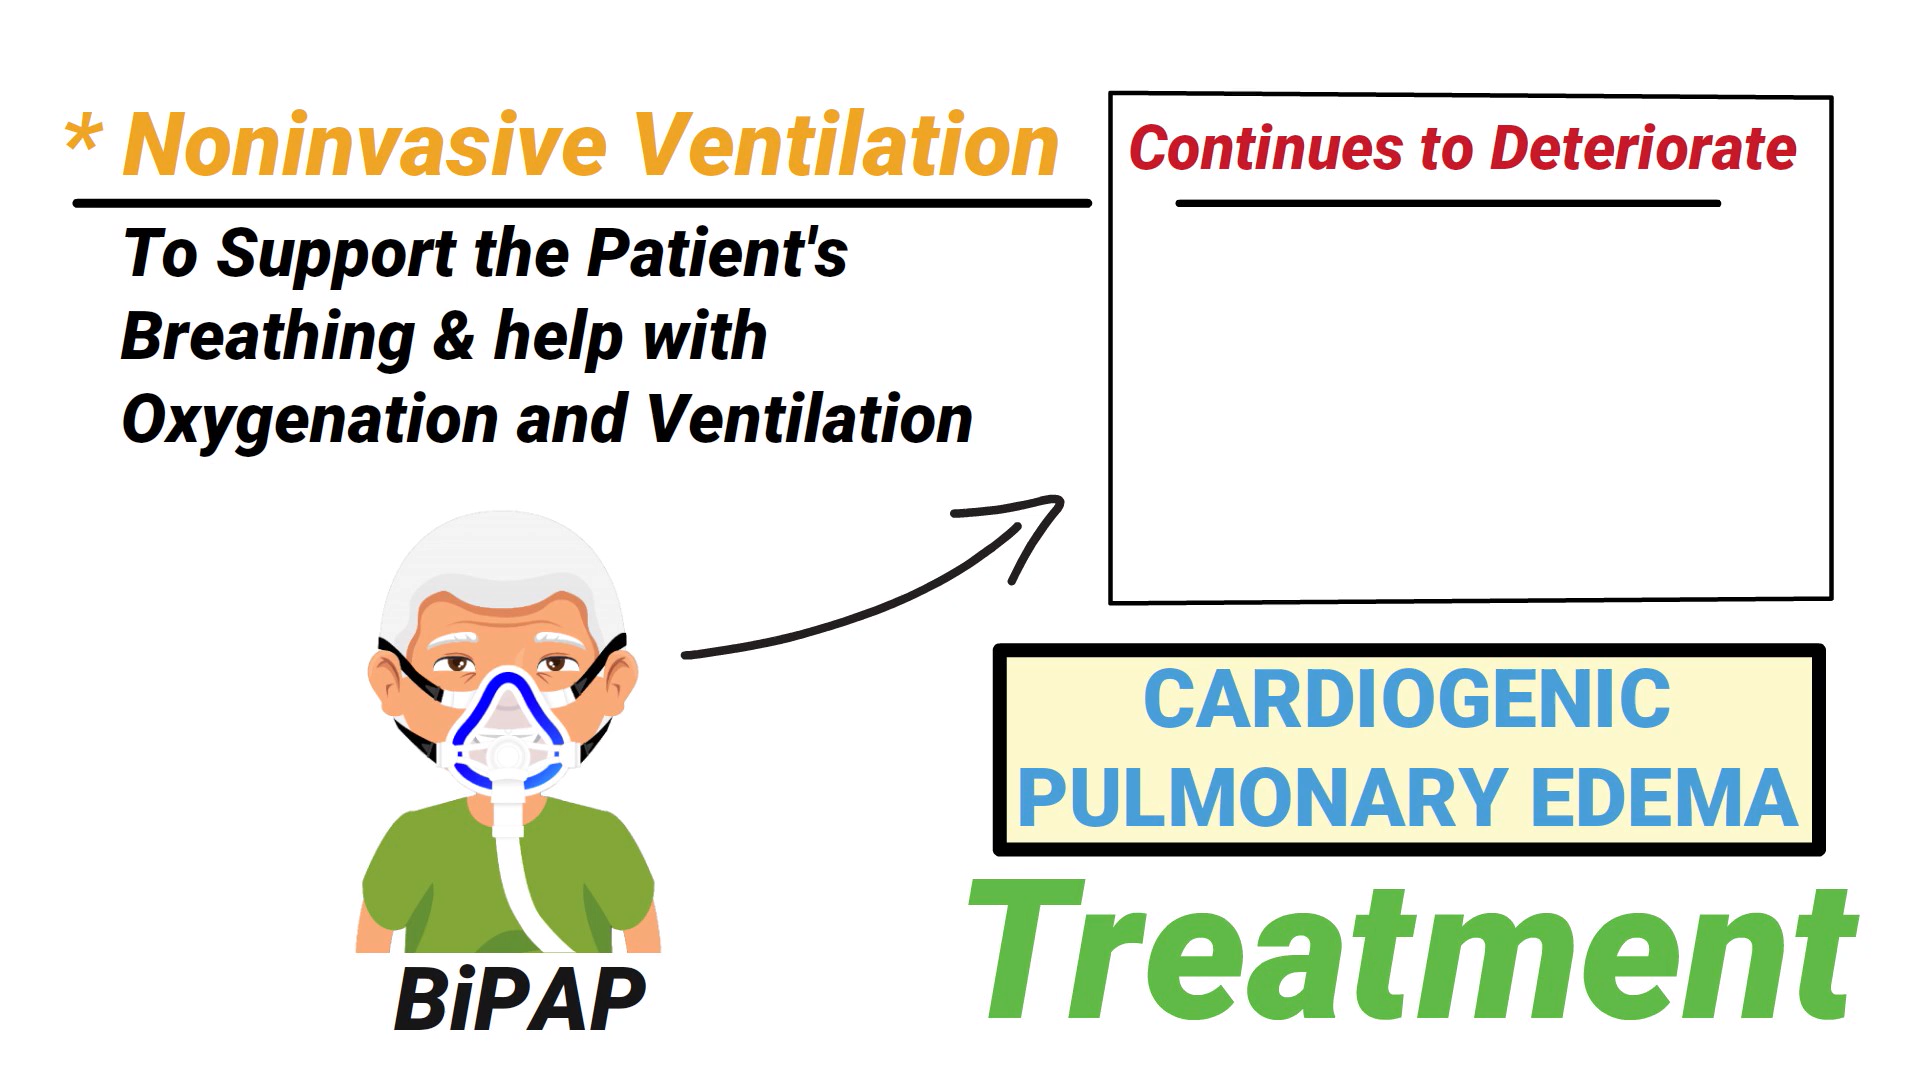 * Noninvasive Ventilation
To Support the Patient's
Breathing & help with
Oxygenation and Ventilation
BiPAP
Continues to Deteriorate
CARDIOGENIC
PULMONARY EDEMA
Treatment